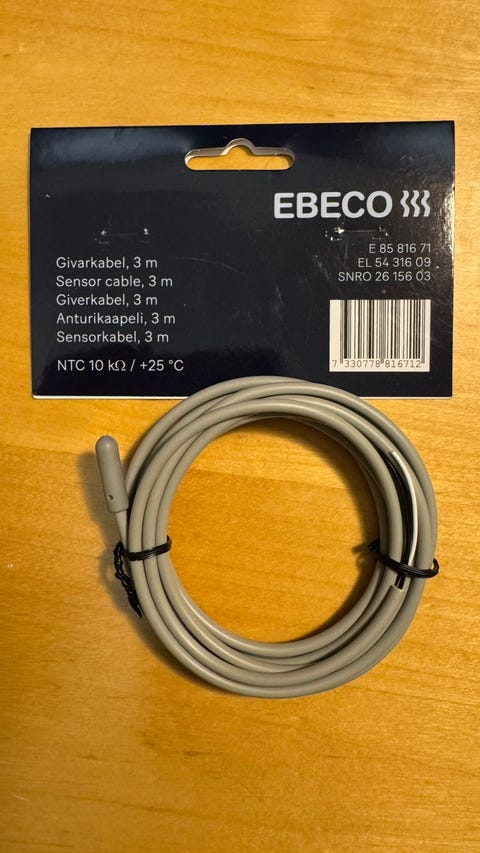 EBECO
E 85 816 71
EL 54 316 09
SNRO 26 156 03
Givarkabel, 3 m
Sensor cable, 3 m
Giverkabel, 3 m
Anturikaapeli, 3 m
Sensorkabel, 3 m
NTC 10 kΩ / +25 °C
7 330778 816712